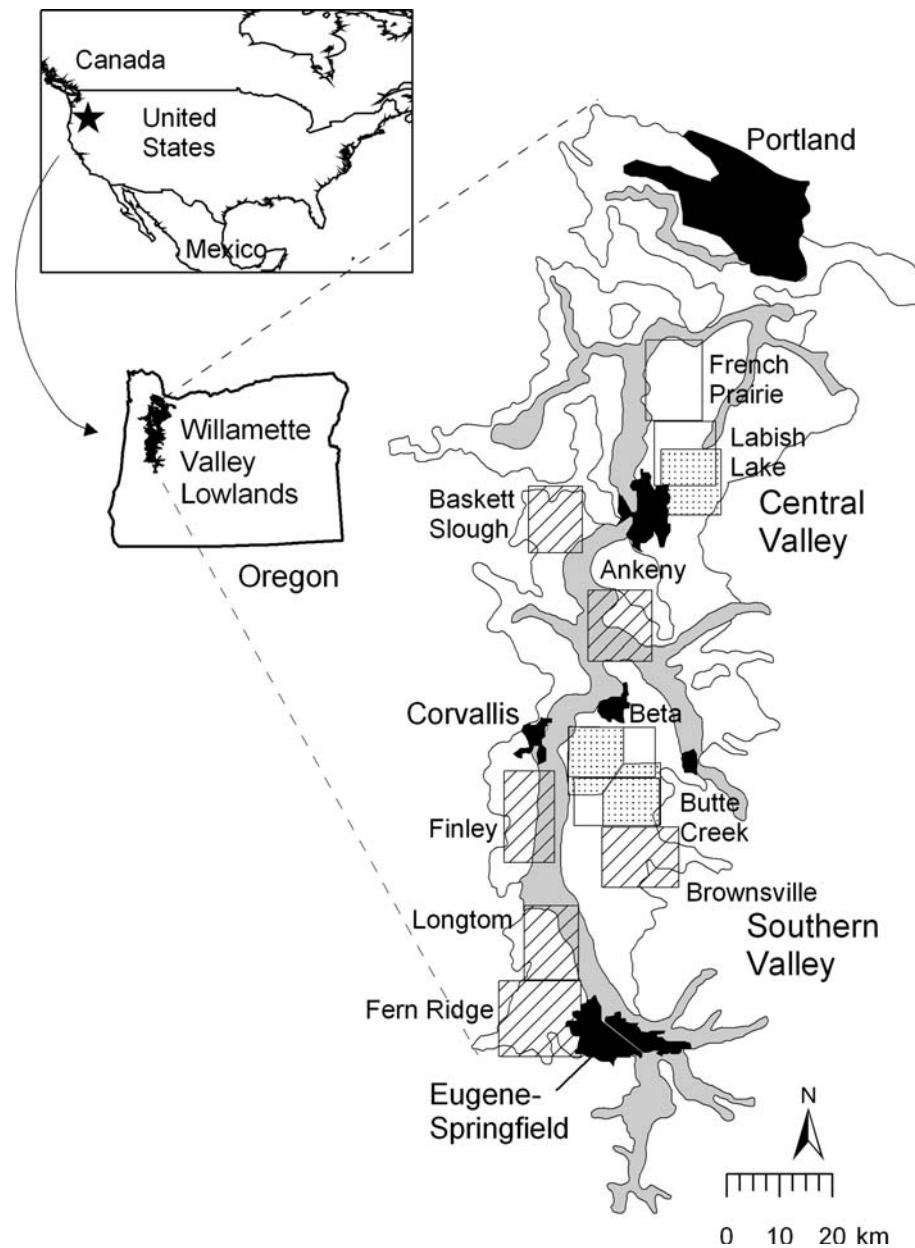 Canada
United
States
Mexico
Portland
French
Prairie
Willamette
Valley
Lowlands
Labish
Lake
Baskett
Slough
Central
Valley
Oregon
Ankeny
Corvallis
Beta
Finley
Butte
Creek
Brownsville
Longtom
Southern
Valley
Fern Ridge
Eugene-
Springfield
N
0 10 20 km